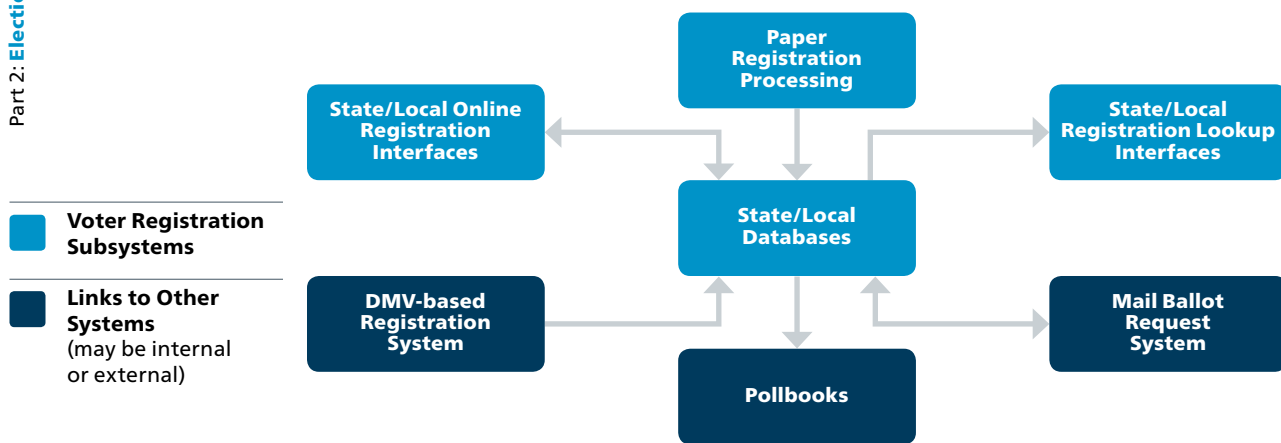 Part 2: Electio
Paper
Registration
Processing
State/Local Online
Registration
Interfaces
State/Local
Registration Lookup
Interfaces
Voter Registration
Subsystems
State/Local
Databases
Links to Other
Systems
(may be internal
or external)
DMV-based
Registration
System
Mail Ballot
Request
System
Pollbooks